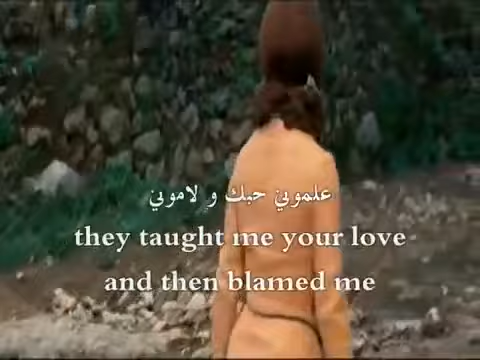 علموني حبك و لاموني
they taught me your love
and then blamed me